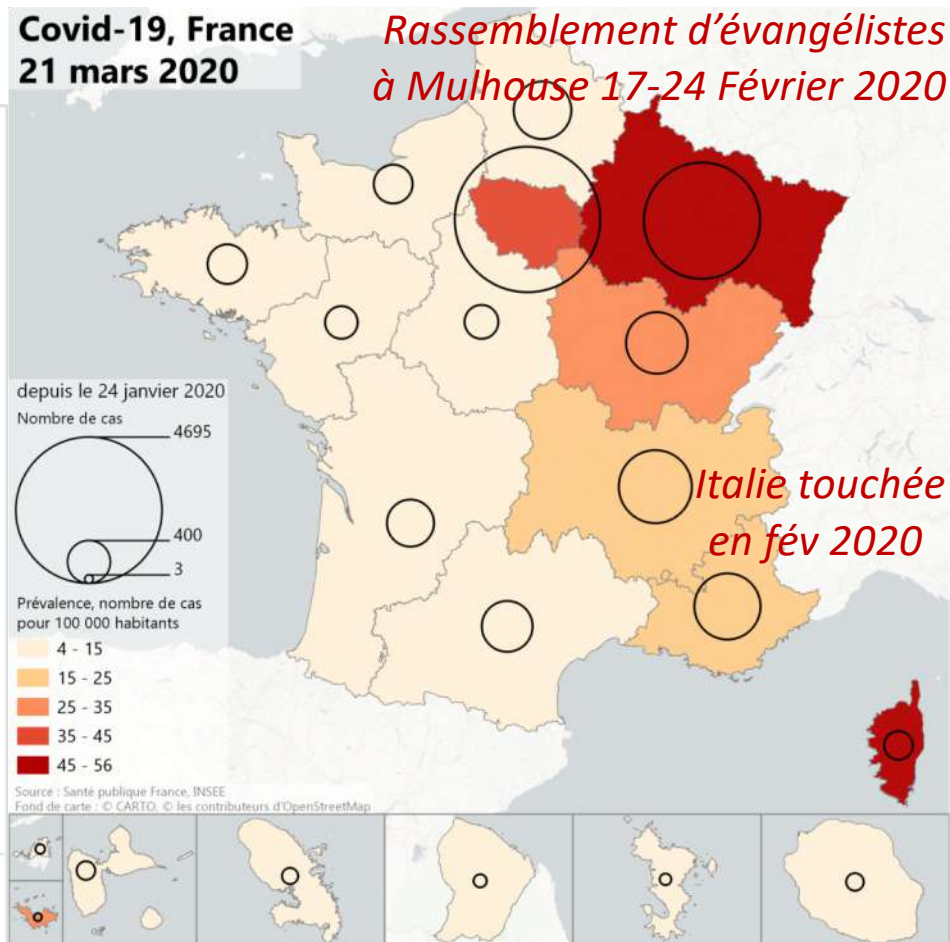 Covid-19, France
21 mars 2020
Rassemblement d’évangélistes
à Mulhouse 17-24 Février 2020
depuis le 24 janvier 2020
Nombre de cas
4695
400
3
Prévalence, nombre de cas
pour 100 000 habitants
4 - 15
15 - 25
25 - 35
35 - 45
45 - 56
Italie touchée
en fév 2020
Source : Santé publique France, INSEE
Fond de carte : © CARTO, © les contributeurs d'OpenStreetMap